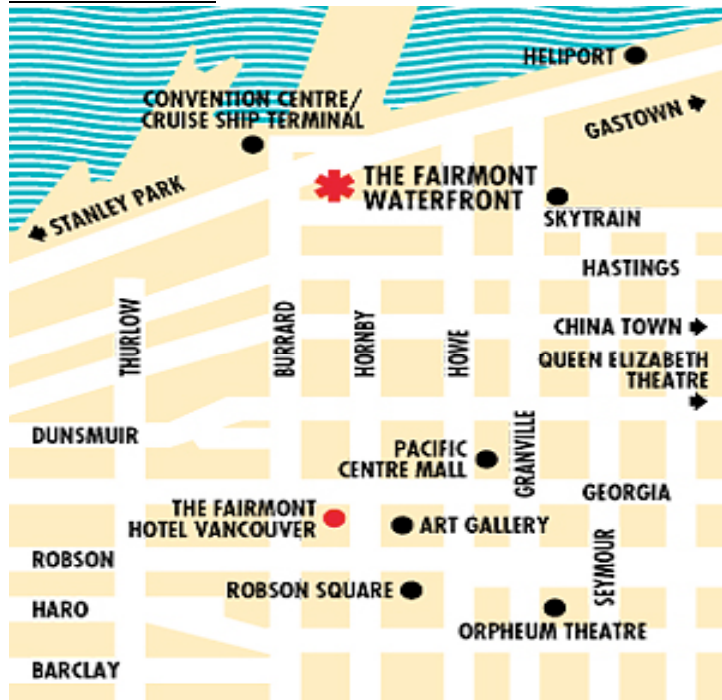 HELIPORT
CONVENTION CENTRE/
CRUISE SHIP TERMINAL
GASTOWN
THE FAIRMONT
WATERFRONT
STANLEY PARK
SKYTRAIN
HASTINGS
THURLOW
BURRARD
HORNBY
HOWE
CHINA TOWN
QUEEN ELIZABETH
THEATRE
DUNSMUIR
PACIFIC
CENTRE MALL
GRANVILLE
GEORGIA
THE FAIRMONT
HOTEL VANCOUVER
ART GALLERY
ROBSON
SEYMOUR
ROBSON SQUARE
HARO
ORPHEUM THEATRE
BARCLAY